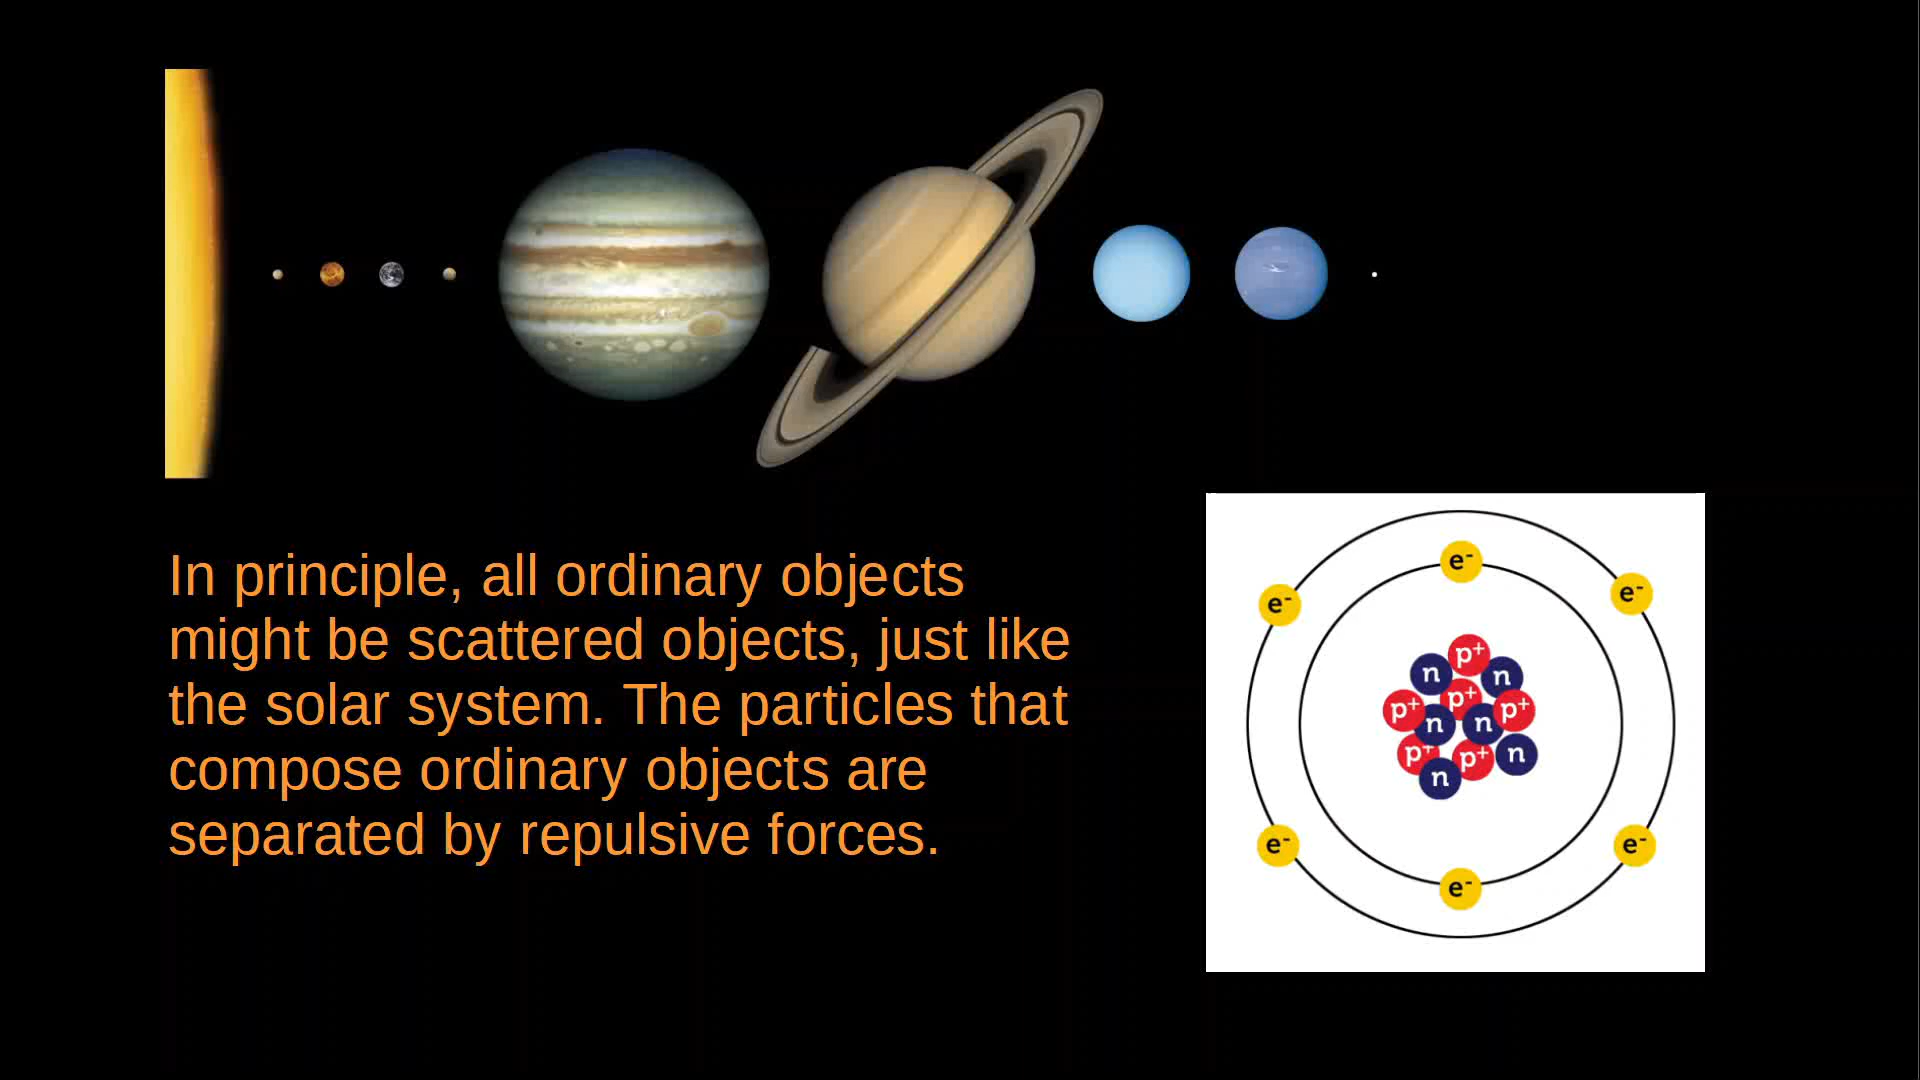 In principle, all ordinary objects
might be scattered objects, just like
the solar system. The particles that
compose ordinary objects are
separated by repulsive forces.
e-
e- e-
p+
n n
p+
p+ p+
n n
p+ p+ n
n
e- e-
e-